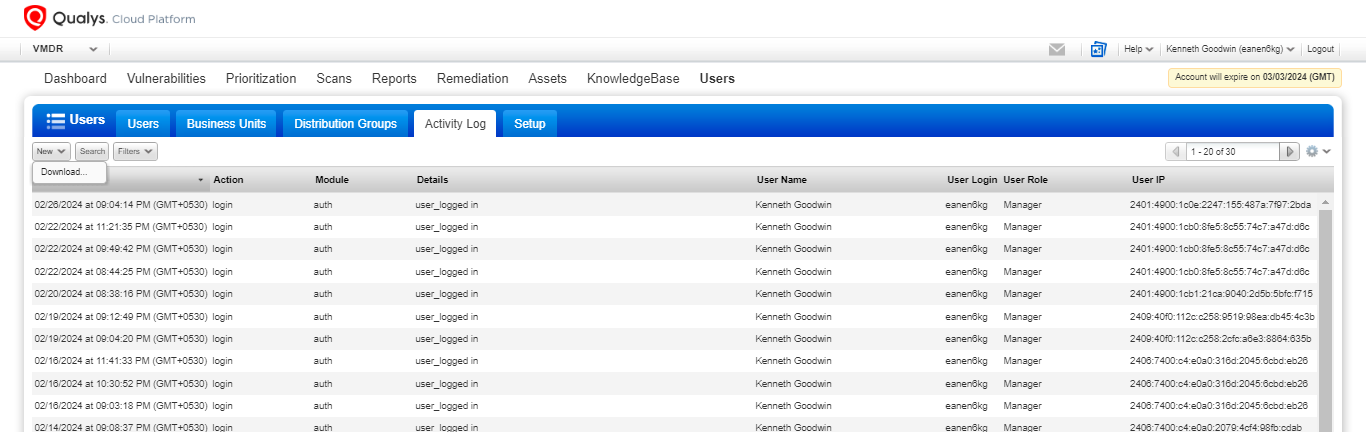 Qualys. Cloud Platform
VMDR Help Kenneth Goodwin (eanen6kg) Logout
Dashboard Vulnerabilities Prioritization Scans Reports Remediation Assets KnowledgeBase Users Account will expire on 03/03/2024 (GMT)
Users Users Business Units Distribution Groups Activity Log Setup
New Search Filters 1 - 20 of 30
Download...
Action Module Details User Name User Login User Role User IP
02/26/2024 at 09:04:14 PM (GMT+0530) login auth user_logged in Kenneth Goodwin eanen6kg Manager 2401:4900:1c0e:2247:155:487a:7f97:2bda
02/22/2024 at 11:21:35 PM (GMT+0530) login auth user_logged in Kenneth Goodwin eanen6kg Manager 2401:4900:1cb0:8fe5:8c55:74c7:a47d:d6c
02/22/2024 at 09:49:42 PM (GMT+0530) login auth user_logged in Kenneth Goodwin eanen6kg Manager 2401:4900:1cb0:8fe5:8c55:74c7:a47d:d6c
02/22/2024 at 08:44:25 PM (GMT+0530) login auth user_logged in Kenneth Goodwin eanen6kg Manager 2401:4900:1cb0:8fe5:8c55:74c7:a47d:d6c
02/20/2024 at 08:38:16 PM (GMT+0530) login auth user_logged in Kenneth Goodwin eanen6kg Manager 2401:4900:1cb1:21ca:9040:2d5b:5bfc:f715
02/19/2024 at 09:12:49 PM (GMT+0530) login auth user_logged in Kenneth Goodwin eanen6kg Manager 2409:40f0:112c:c258:9519:98ea:db45:4c3b
02/19/2024 at 09:04:20 PM (GMT+0530) login auth user_logged in Kenneth Goodwin eanen6kg Manager 2409:40f0:112c:c258:2cfc:a6e3:8864:635b
02/16/2024 at 11:41:33 PM (GMT+0530) login auth user_logged in Kenneth Goodwin eanen6kg Manager 2406:7400:c4:e0a0:316d:2045:6cbd:eb26
02/16/2024 at 10:30:52 PM (GMT+0530) login auth user_logged in Kenneth Goodwin eanen6kg Manager 2406:7400:c4:e0a0:316d:2045:6cbd:eb26
02/16/2024 at 09:03:18 PM (GMT+0530) login auth user_logged in Kenneth Goodwin eanen6kg Manager 2406:7400:c4:e0a0:316d:2045:6cbd:eb26
02/14/2024 at 09:08:37 PM (GMT+0530) login auth user_logged in Kenneth Goodwin eanen6kg Manager 2406:7400:c4:e0a0:2079:4cf4:98fb:cdab